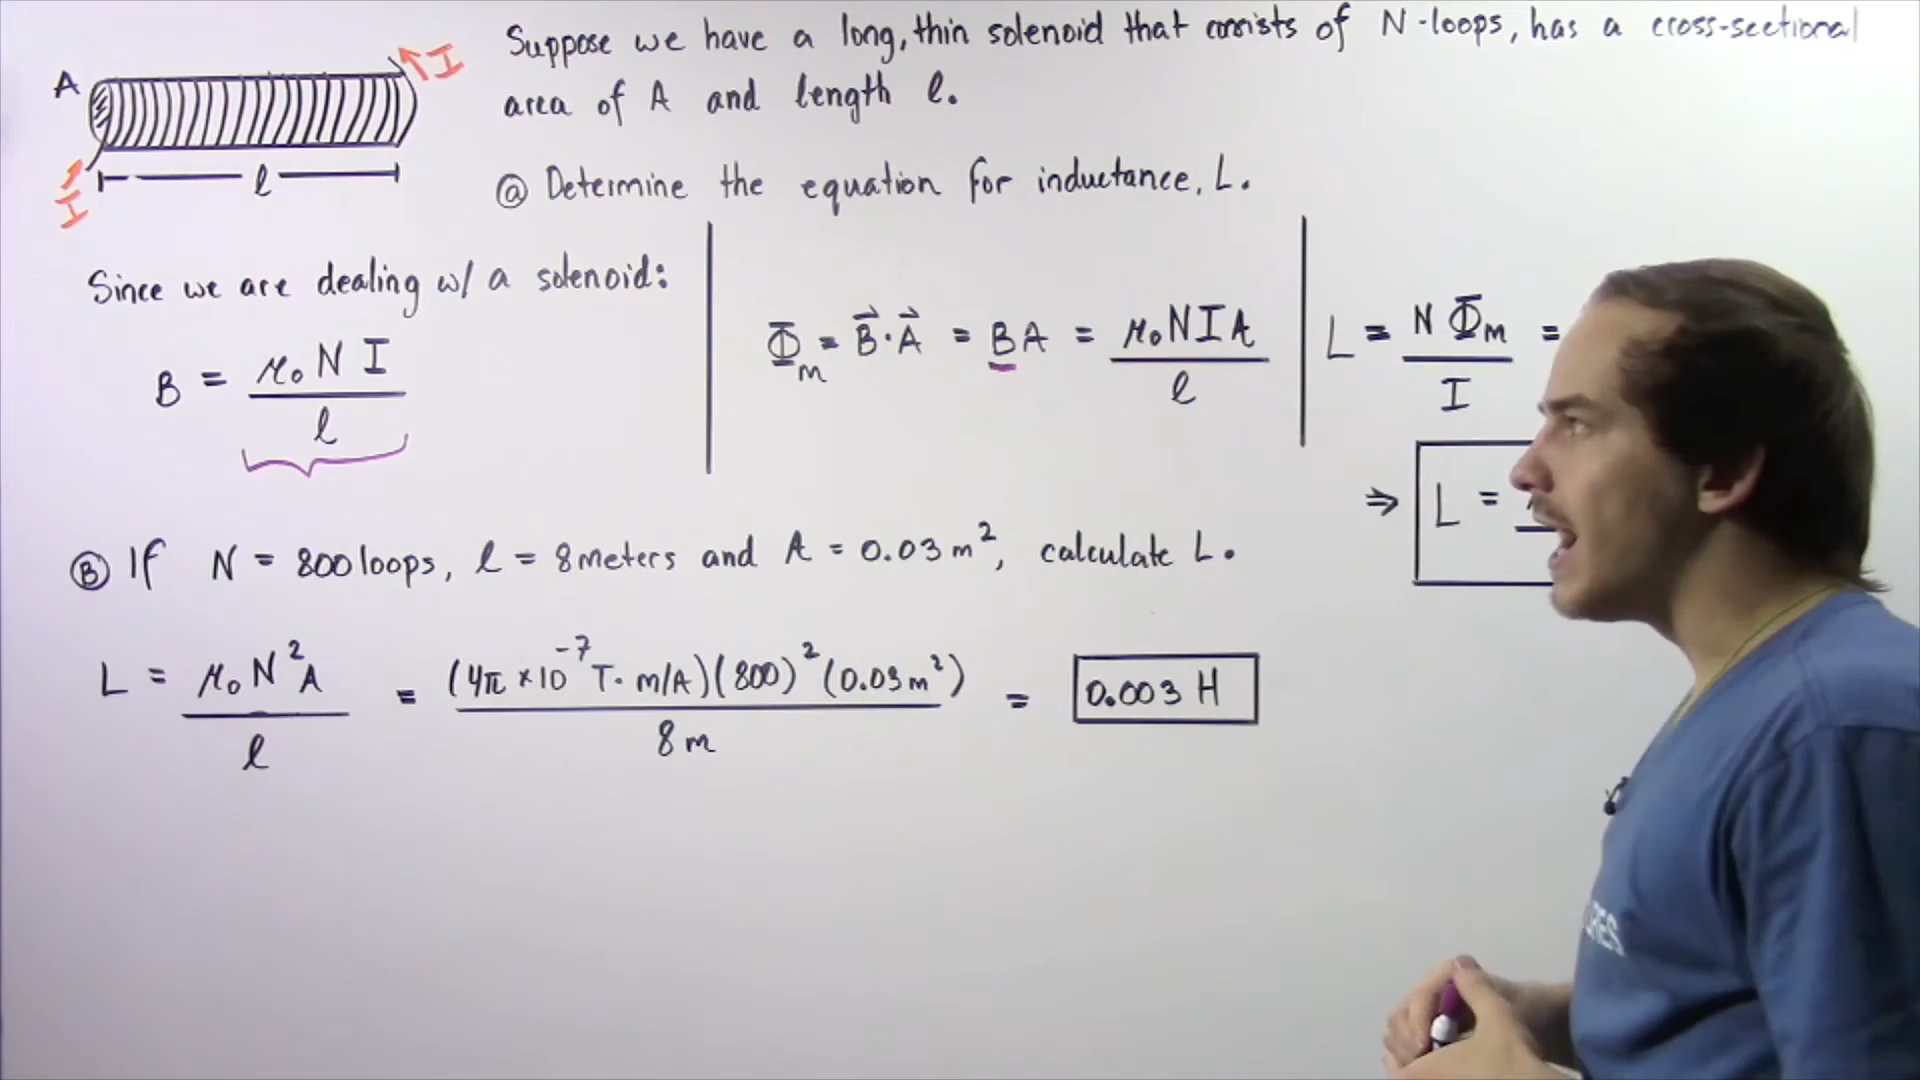 A
I
l
I
Suppose we have a long, thin solenoid that consists of N-loops, has a cross-sectional
area of A and length l.
ⓐ Determine the equation for inductance, L.
Since we are dealing w/ a solenoid:
B = μ₀ N I / l
Φm = B⃗·A⃗ = BA = μ₀NIA / l
L = N Φm / I =
⇒ L =
Ⓑ If N = 800 loops, l = 8 meters and A = 0.03 m², calculate L.
L = μ₀N²A / l = (4π × 10⁻⁷ T·m/A)(800)²(0.03 m²) / 8 m = 0.003 H